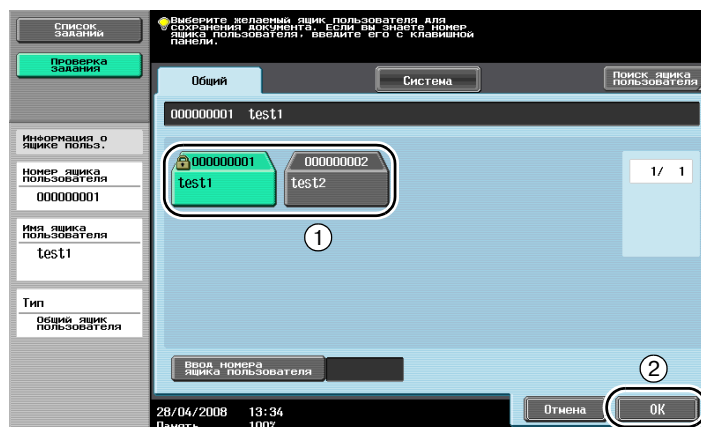 Список
заданий
Проверка
задания
Информация о
ящике польз.
Номер ящика
пользователя
000000001
Имя ящика
пользователя
test1
Тип
Общий ящик
пользователя
Выберите желаемый ящик пользователя для
сохранения документа. Если вы знаете номер
ящика пользователя, введите его с клавишной
панели.
Общий
Система
Поиск ящика
пользователя
000000001 test1
000000001
test1
000000002
test2
1/ 1
1
Ввод номера
ящика пользователя
2
Отмена
OK
28/04/2008 13:34
Память 100%